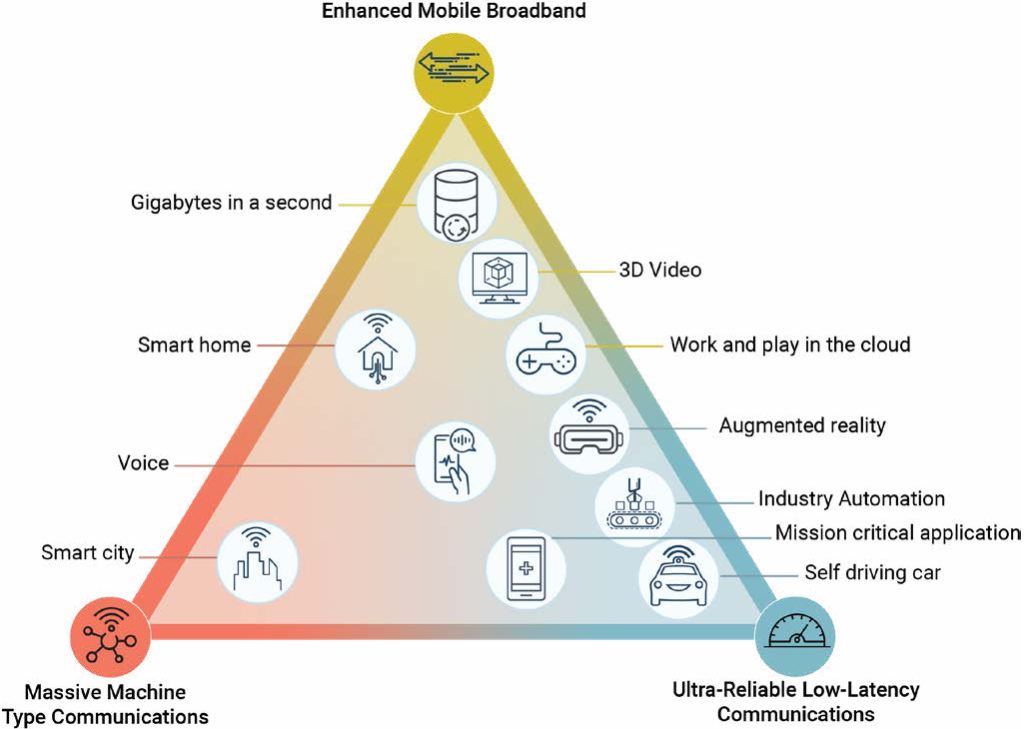 Enhanced Mobile Broadband
Gigabytes in a second
3D Video
Smart home
Work and play in the cloud
Augmented reality
Voice
Industry Automation
Mission critical application
Smart city
Self driving car
Massive Machine
Type Communications
Ultra-Reliable Low-Latency
Communications